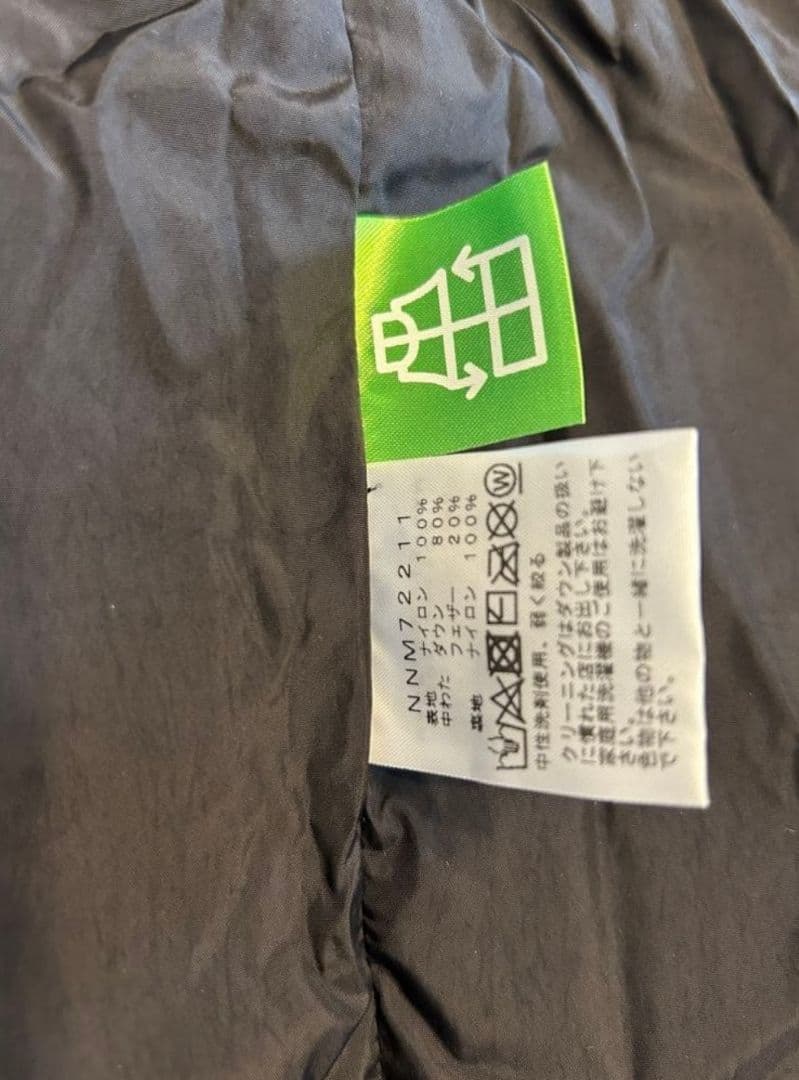 NNM72211
表地 ナイロン 100%
中わた ダウン 80%
フェザー 20%
裏地 ナイロン 100%
W
中性洗剤使用、弱く絞る
クリーニングはダウン製品の扱い
に慣れた店にお出し下さい。
家庭用洗濯機のご使用はお避け下
さい。
色物は他の物と一緒に洗濯しない
で下さい。